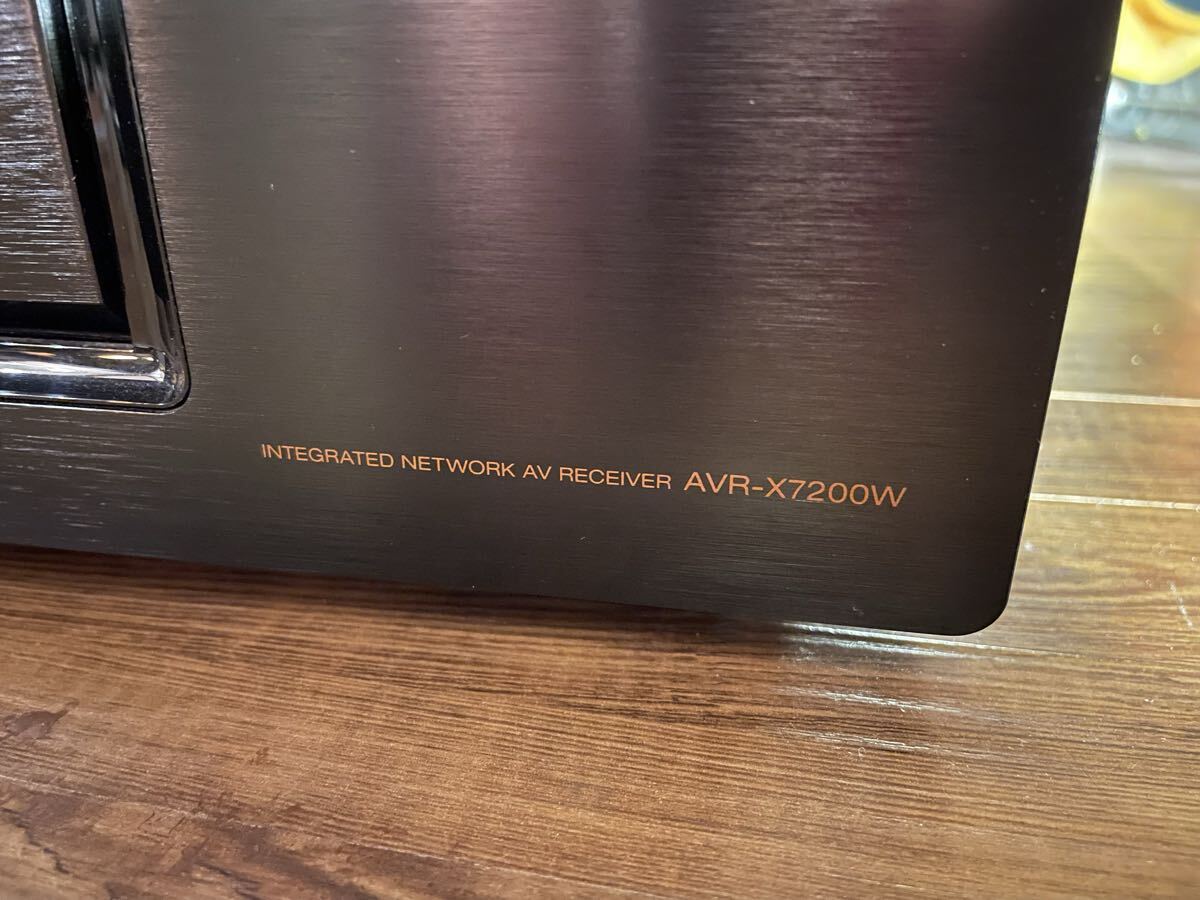 INTEGRATED NETWORK AV RECEIVER AVR-X7200W